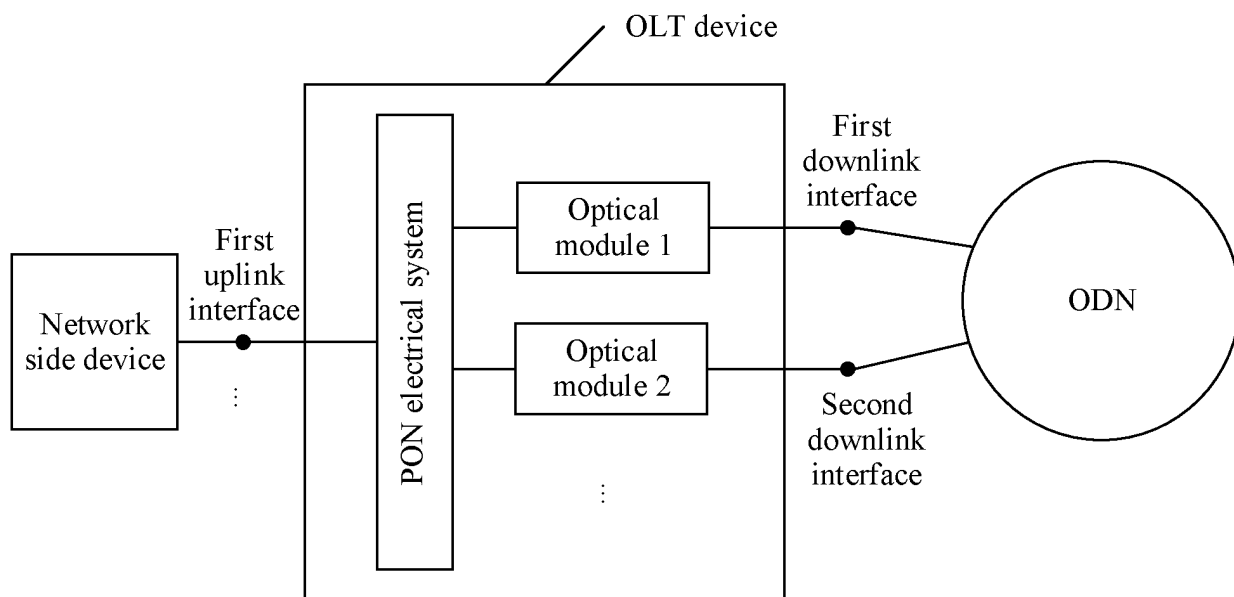 OLT device
First
downlink
interface
Optical
module 1
First
uplink
interface
Network
side device
PON electrical system
ODN
Optical
module 2
Second
downlink
interface